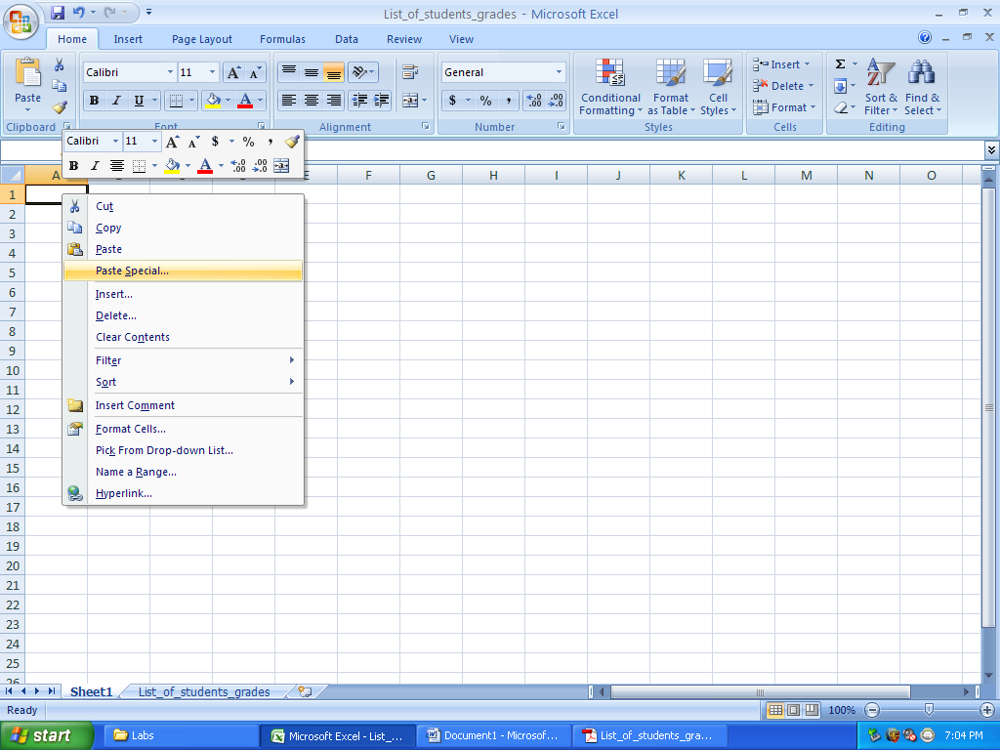 List_of_students_grades - Microsoft Excel
Home Insert Page Layout Formulas Data Review View
Calibri 11 General Insert Σ
Paste Conditional Formatting Format as Table Cell Styles Delete Sort & Filter Find & Select
B I U $ % , Format
Clipboard Font Alignment Number Styles Cells Editing
Calibri 11 A A $ % ,
B I A
A E F G H I J K L M N O
1
2
3
4
5
6
7
8
9
10
11
12
13
14
15
16
17
18
19
20
21
22
23
24
25
26
Cut
Copy
Paste
Paste Special...
Insert...
Delete...
Clear Contents
Filter
Sort
Insert Comment
Format Cells...
Pick From Drop-down List...
Name a Range...
Hyperlink...
Sheet1 List_of_students_grades
Ready 100%
start Labs Microsoft Excel - List_... Document1 - Microsof... List_of_students_gra... 7:04 PM